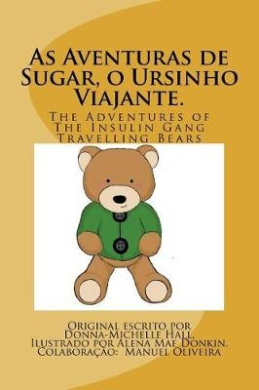 As Aventuras de
Sugar, o Ursinho
Viajante.
The Adventures of
The Insulin Gang
Travelling Bears
Original escrito por
Donna-Michelle Hall.
Ilustrado por Alena Mae Donkin.
Colaboração: Manuel Oliveira